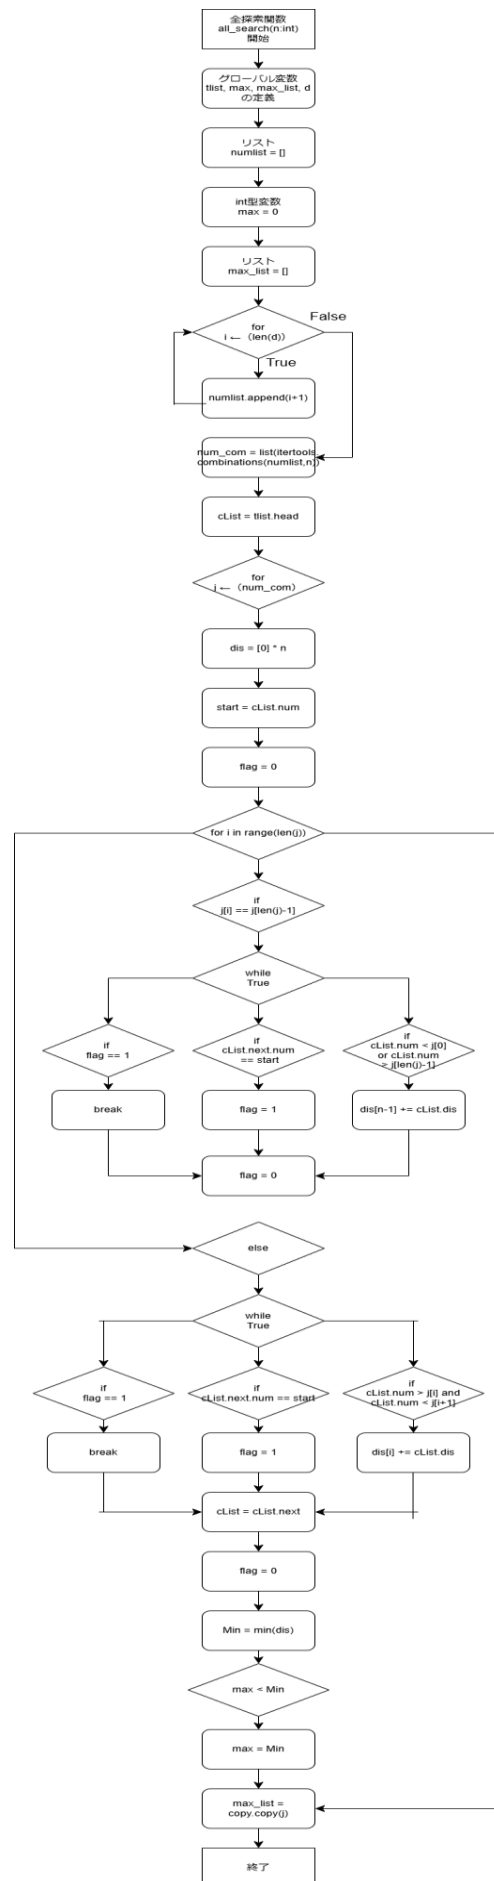 全探索関数
all_search(n:int)
開始
グローバル変数
tlist, max, max_list, d
の定義
リスト
numlist = []
int型変数
max = 0
リスト
max_list = []
for
i ← （len(d)）
False
True
numlist.append(i+1)
num_com = list(itertools.
combinations(numlist,n))
cList = tlist.head
for
j ← （num_com）
dis = [0] * n
start = cList.num
flag = 0
for i in range(len(j))
if
j[i] == j[len(j)-1]
while
True
if
flag == 1
if
cList.next.num
== start
if
cList.num < j[0]
or cList.num
> j[len(j)-1]
break
flag = 1
dis[n-1] += cList.dis
flag = 0
else
while
True
if
flag == 1
if
cList.next.num == start
if
cList.num > j[i] and
cList.num < j[i+1]
break
flag = 1
dis[i] += cList.dis
cList = cList.next
flag = 0
Min = min(dis)
max < Min
max = Min
max_list =
copy.copy(j)
終了